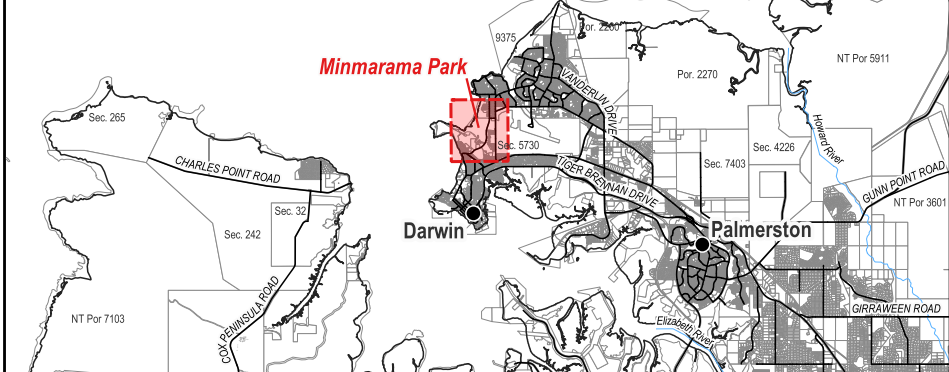 9375
Por. 2200
NT Por 5911
Minmarama Park
VANDERLIN DRIVE
Por. 2270
Sec. 265
Howard River
Sec. 5730
Sec. 4226
CHARLES POINT ROAD
Sec. 7403
TIGER BRENNAN DRIVE
GUNN POINT ROAD
NT Por 3601
Sec. 32
Sec. 242
Darwin
Palmerston
COX PENINSULA ROAD
NT Por 7103
GIRRAWEEN ROAD
Elizabeth River